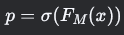 p = σ(F_M(x))